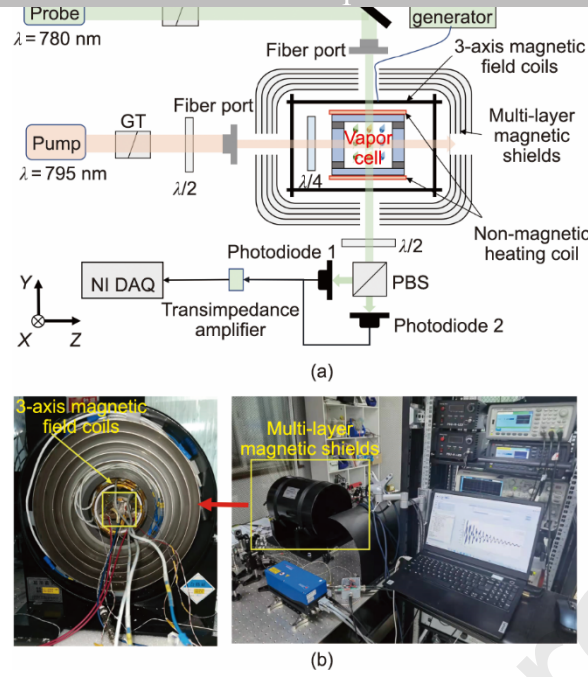 Probe
λ = 780 nm
generator
Fiber port
3-axis magnetic
field coils
Fiber port
Multi-layer
magnetic
shields
GT
Pump
λ = 795 nm
λ/2
λ/4
Vapor
cell
Non-magnetic
heating coil
λ/2
Photodiode 1
NI DAQ
PBS
Transimpedance
amplifier
Photodiode 2
Y
X
Z
(a)
3-axis magnetic
field coils
Multi-layer
magnetic shields
(b)